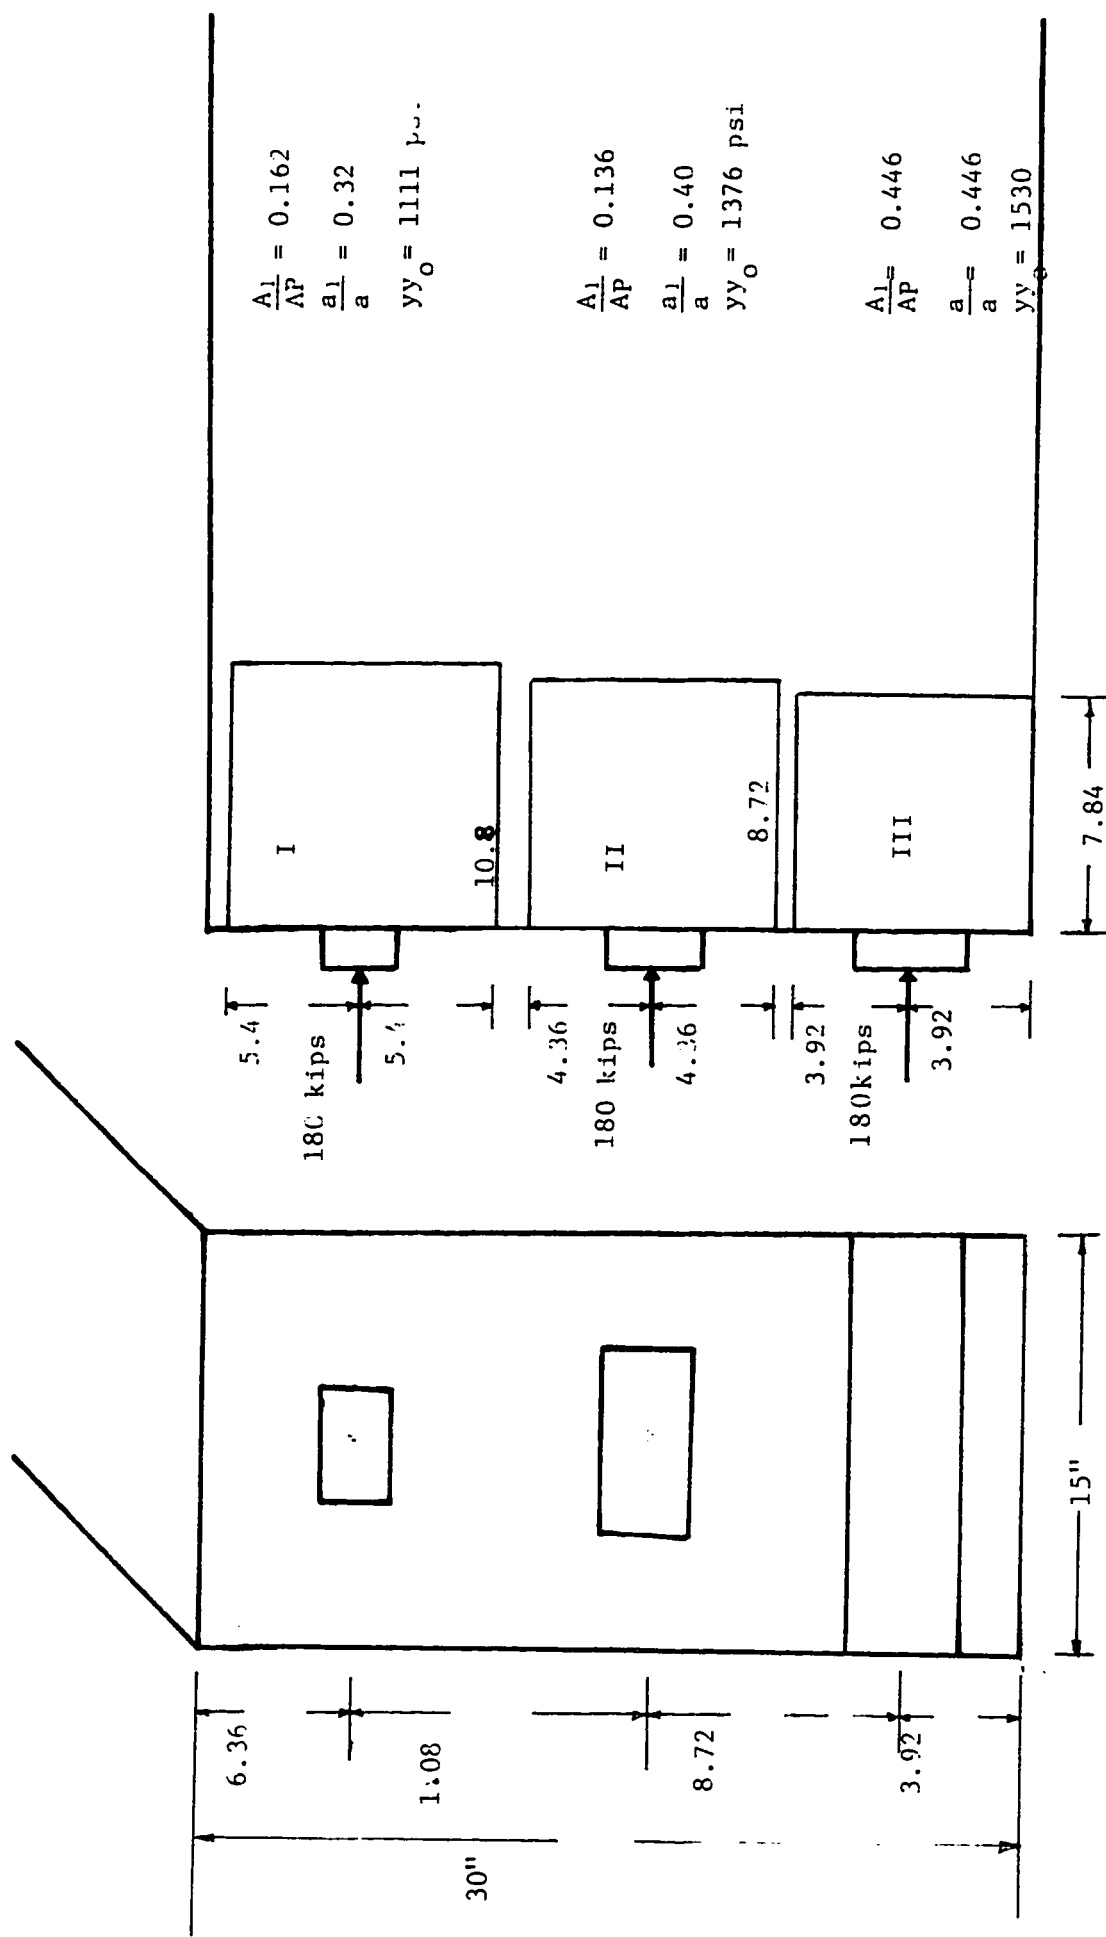 A1/AP = 0.162
a1/a = 0.32
yyo = 1111
A1/AP = 0.136
a1/a = 0.40
yyo = 1376 psi
A1/AP = 0.446
a/a = 0.446
yy = 1530
I
10.8
II
8.72
III
7.84
5.4
180 kips
4.36
180 kips
4.36
3.92
180kips
3.92
6.36
8.72
3.92
30"
15"